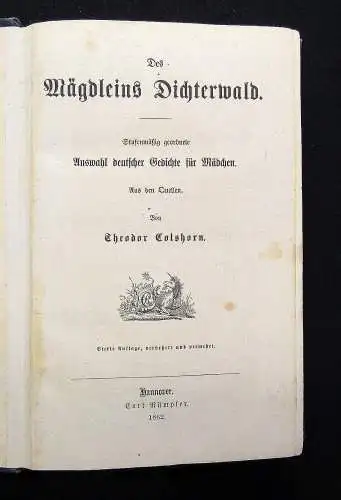 Des
Mägdleins Dichterwald.
Stufenmäßig geordnete
Auswahl deutscher Gedichte für Mädchen.
Aus den Quellen.
Von
Theodor Colshorn.
Auflage, verbessert und vermehrt.
Hannover.
Carl Rümpler.
1862.